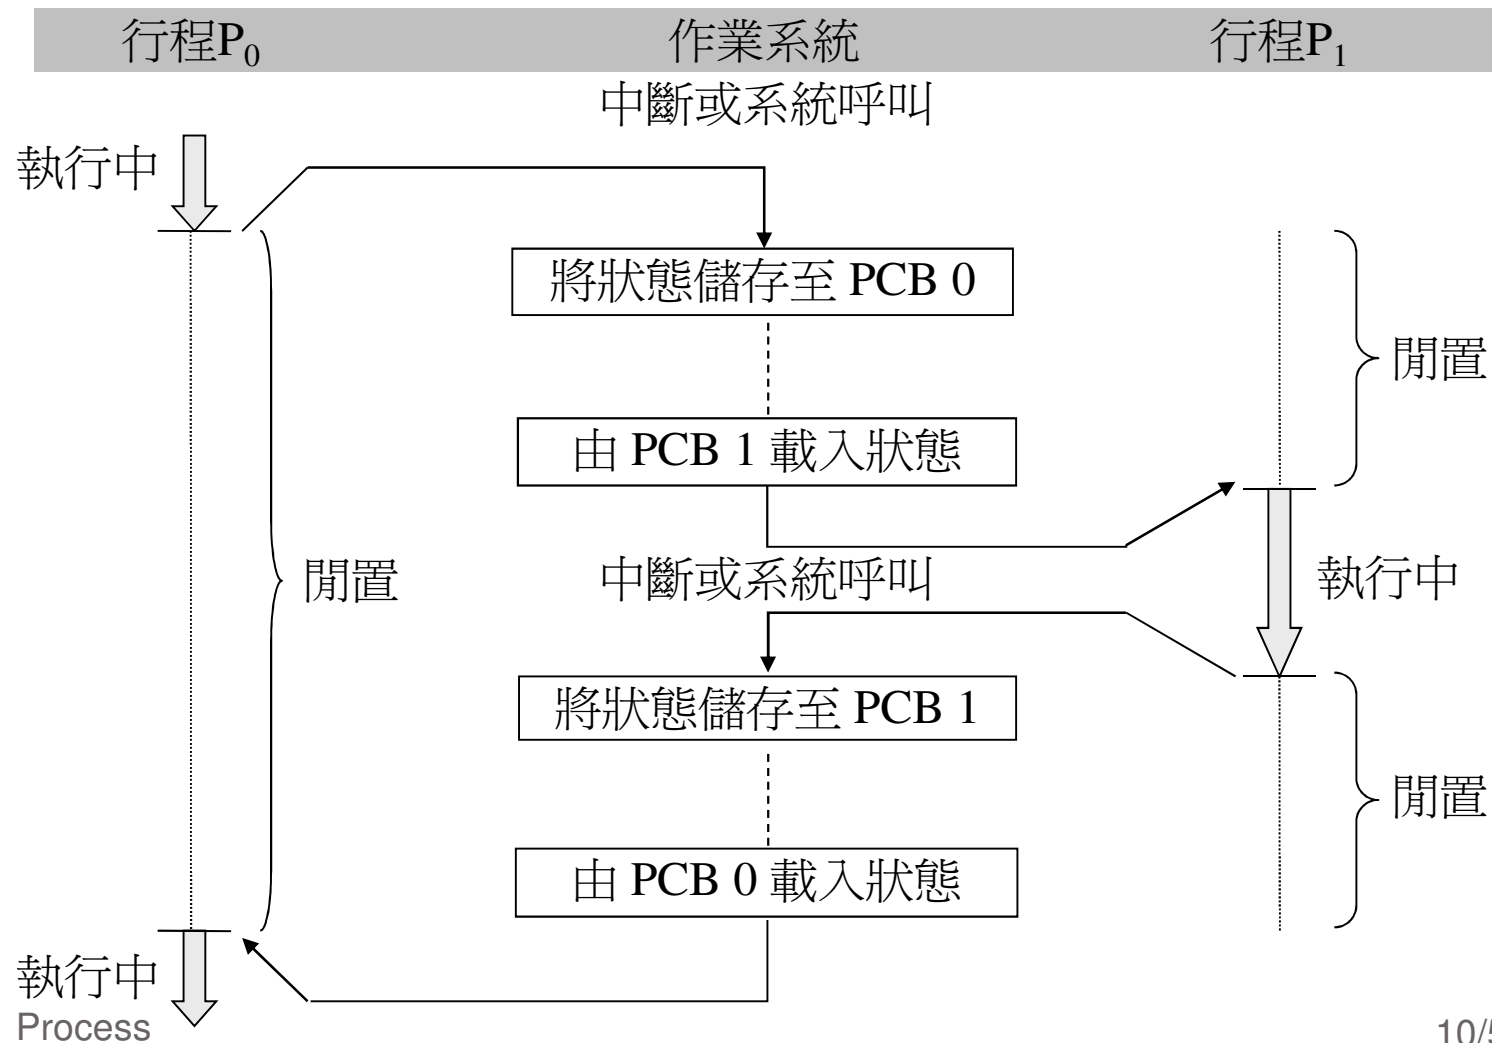 行程P0 作業系統 行程P1
中斷或系統呼叫
執行中
將狀態儲存至 PCB 0
閒置
由 PCB 1 載入狀態
閒置
中斷或系統呼叫
執行中
將狀態儲存至 PCB 1
閒置
由 PCB 0 載入狀態
執行中
Process
10/5